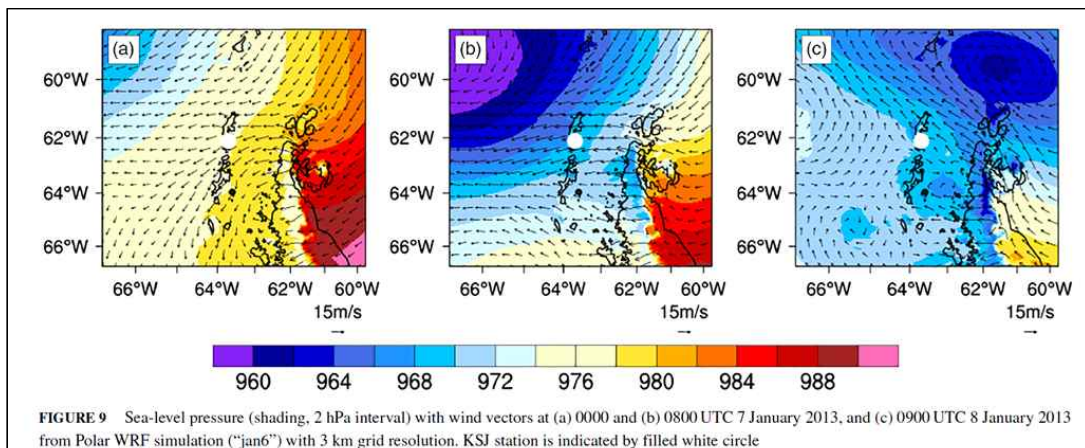 (a)
(b)
(c)
60°W
60°W
60°W
62°W
62°W
62°W
64°W
64°W
64°W
66°W
66°W
66°W
66°W 64°W 62°W 60°W
66°W 64°W 62°W 60°W
66°W 64°W 62°W 60°W
15m/s
15m/s
15m/s
960 964 968 972 976 980 984 988
FIGURE 9 Sea-level pressure (shading, 2 hPa interval) with wind vectors at (a) 0000 and (b) 0800 UTC 7 January 2013, and (c) 0900 UTC 8 January 2013
from Polar WRF simulation (“jan6”) with 3 km grid resolution. KSJ station is indicated by filled white circle